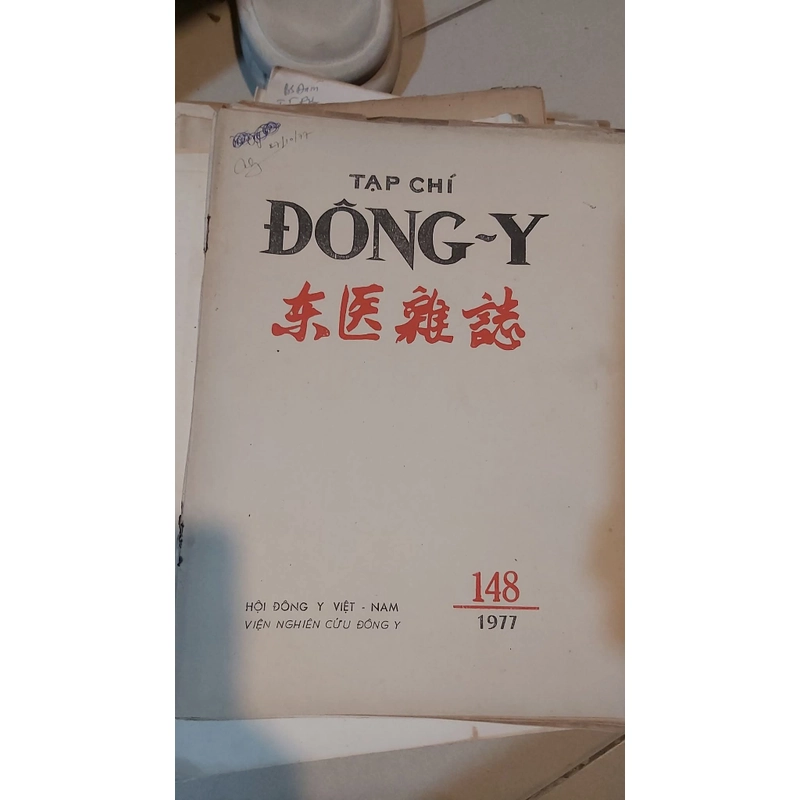 TẠP CHÍ
ĐÔNG-Y
东医雜誌
148
1977
HỘI ĐÔNG Y VIỆT - NAM
VIỆN NGHIÊN CỨU ĐÔNG Y